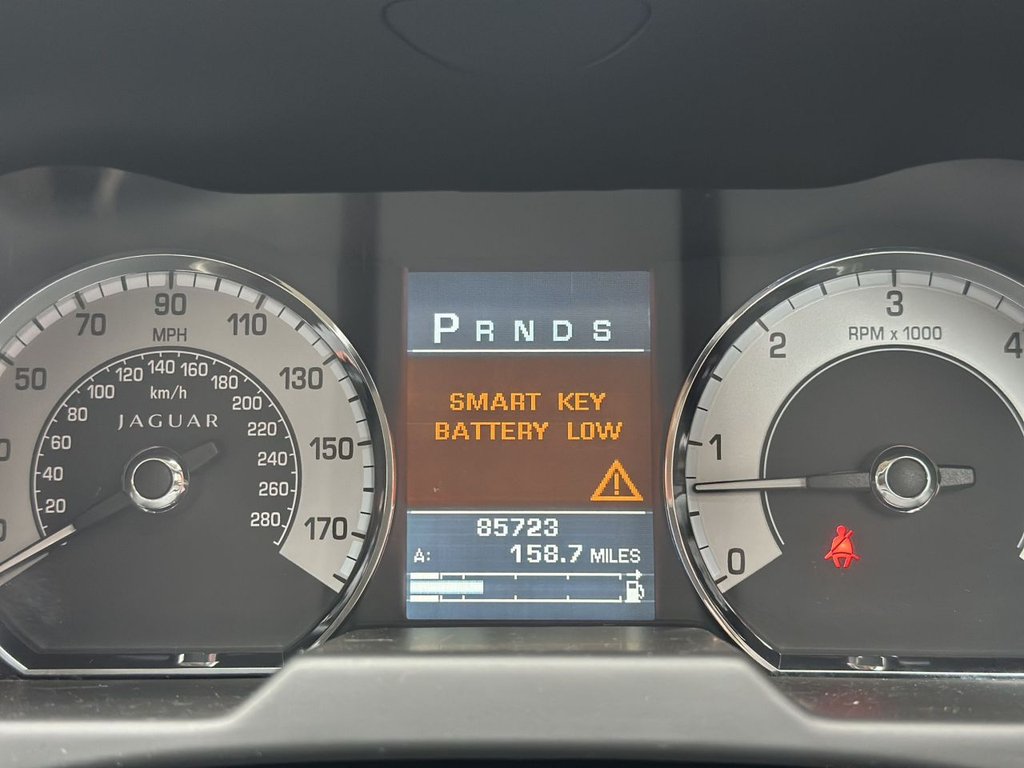 50 70 90 110 130 150 170
MPH
20 40 60 80 100 120 140 160 180 200 220 240 260 280
km/h
JAGUAR
P R N D S
SMART KEY
BATTERY LOW
85723
A: 158.7 MILES
0 1 2 3 4
RPM x 1000